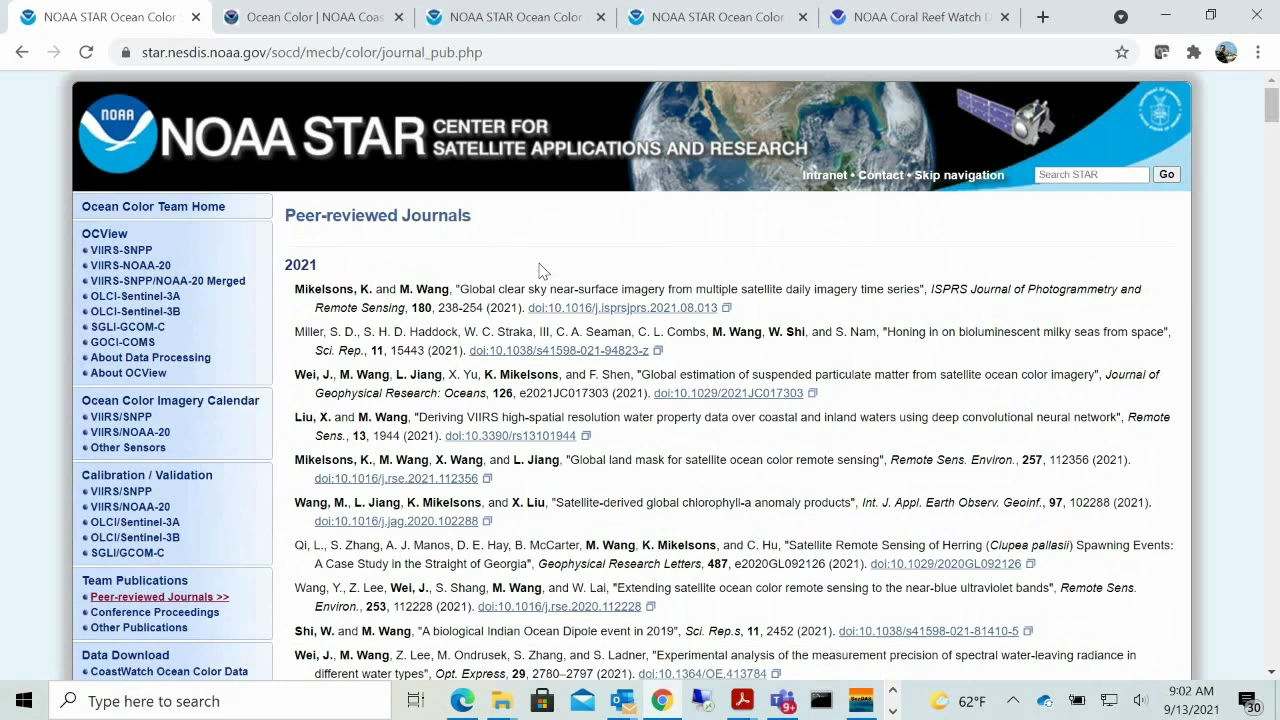 NOAA STAR Ocean Color
Ocean Color | NOAA Coas
NOAA STAR Ocean Color
NOAA STAR Ocean Color
NOAA Coral Reef Watch D
star.nesdis.noaa.gov/socd/mecb/color/journal_pub.php
NOAA
NOAA STAR CENTER FOR
SATELLITE APPLICATIONS AND RESEARCH
Intranet • Contact • Skip navigation
Search STAR
Go
Ocean Color Team Home
OCView
VIIRS-SNPP
VIIRS-NOAA-20
VIIRS-SNPP/NOAA-20 Merged
OLCI-Sentinel-3A
OLCI-Sentinel-3B
SGLI-GCOM-C
GOCI-COMS
About Data Processing
About OCView
Ocean Color Imagery Calendar
VIIRS/SNPP
VIIRS/NOAA-20
Other Sensors
Calibration / Validation
VIIRS/SNPP
VIIRS/NOAA-20
OLCI/Sentinel-3A
OLCI/Sentinel-3B
SGLI/GCOM-C
Team Publications
Peer-reviewed Journals >>
Conference Proceedings
Other Publications
Data Download
CoastWatch Ocean Color Data
Peer-reviewed Journals
2021
Mikelsons, K. and M. Wang, "Global clear sky near-surface imagery from multiple satellite daily imagery time series", ISPRS Journal of Photogrammetry and
Remote Sensing, 180, 238-254 (2021). doi:10.1016/j.isprsjprs.2021.08.013
Miller, S. D., S. H. D. Haddock, W. C. Straka, III, C. A. Seaman, C. L. Combs, M. Wang, W. Shi, and S. Nam, "Honing in on bioluminescent milky seas from space",
Sci. Rep., 11, 15443 (2021). doi:10.1038/s41598-021-94823-z
Wei, J., M. Wang, L. Jiang, X. Yu, K. Mikelsons, and F. Shen, "Global estimation of suspended particulate matter from satellite ocean color imagery", Journal of
Geophysical Research: Oceans, 126, e2021JC017303 (2021). doi:10.1029/2021JC017303
Liu, X. and M. Wang, "Deriving VIIRS high-spatial resolution water property data over coastal and inland waters using deep convolutional neural network", Remote
Sens., 13, 1944 (2021). doi:10.3390/rs13101944
Mikelsons, K., M. Wang, X. Wang, and L. Jiang, "Global land mask for satellite ocean color remote sensing", Remote Sens. Environ., 257, 112356 (2021).
doi:10.1016/j.rse.2021.112356
Wang, M., L. Jiang, K. Mikelsons, and X. Liu, "Satellite-derived global chlorophyll-a anomaly products", Int. J. Appl. Earth Observ. Geoinf., 97, 102288 (2021).
doi:10.1016/j.jag.2020.102288
Qi, L., S. Zhang, A. J. Manos, D. E. Hay, B. McCarter, M. Wang, K. Mikelsons, and C. Hu, "Satellite Remote Sensing of Herring (Clupea pallasii) Spawning Events:
A Case Study in the Straight of Georgia", Geophysical Research Letters, 487, e2020GL092126 (2021). doi:10.1029/2020GL092126
Wang, Y., Z. Lee, Wei, J., S. Shang, M. Wang, and W. Lai, "Extending satellite ocean color remote sensing to the near-blue ultraviolet bands", Remote Sens.
Environ., 253, 112228 (2021). doi:10.1016/j.rse.2020.112228
Shi, W. and M. Wang, "A biological Indian Ocean Dipole event in 2019", Sci. Rep.s, 11, 2452 (2021). doi:10.1038/s41598-021-81410-5
Wei, J., M. Wang, Z. Lee, M. Ondrusek, S. Zhang, and S. Ladner, "Experimental analysis of the measurement precision of spectral water-leaving radiance in
different water types", Opt. Express, 29, 2780–2797 (2021). doi:10.1364/OE.413784
Type here to search
9+
62°F
9:02 AM
9/13/2021
30